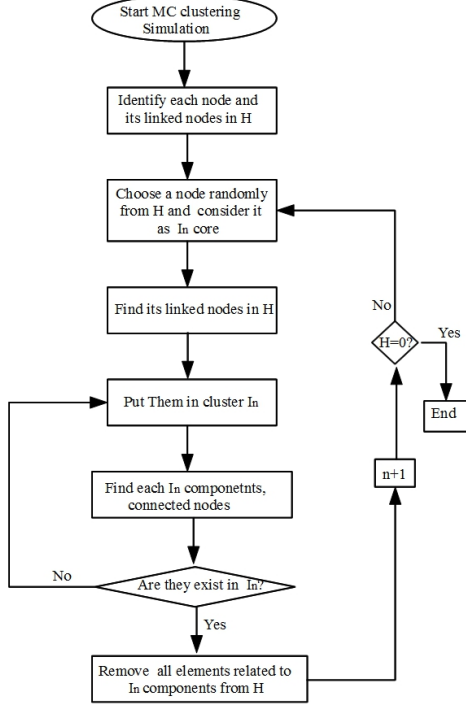 Start MC clustering
Simulation
Identify each node and
its linked nodes in H
Choose a node randomly
from H and consider it
as In core
Find its linked nodes in H
Put Them in cluster In
Find each In componetnts,
connected nodes
Are they exist in In?
No
Yes
Remove all elements related to
In components from H
n+1
H=0?
No
Yes
End